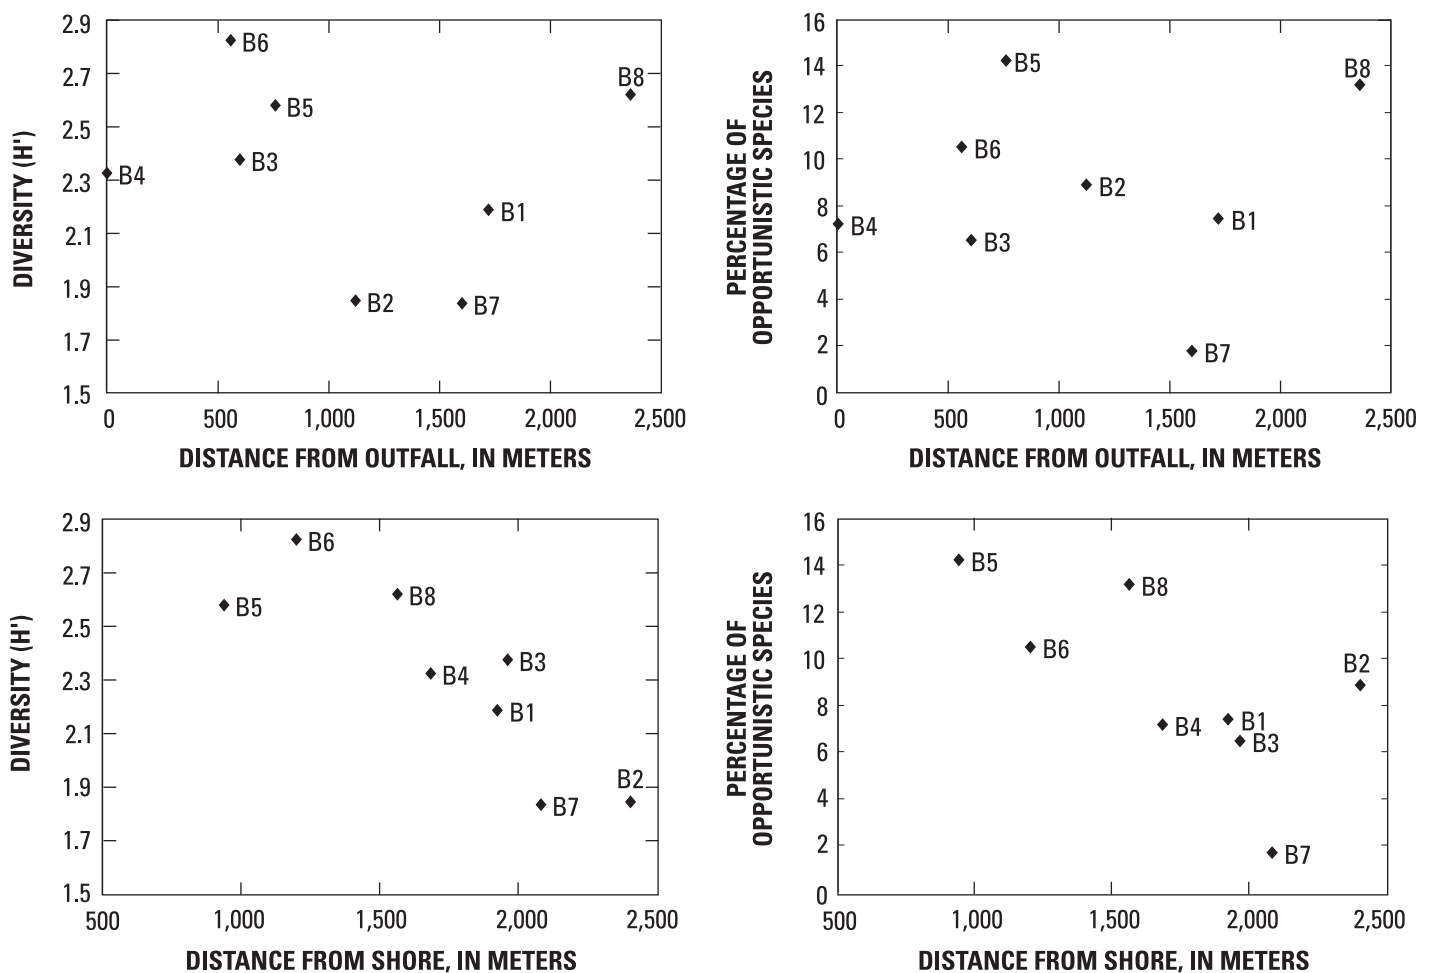 DIVERSITY (H')
2.9
2.7
2.5
2.3
2.1
1.9
1.7
1.5
B6
B8
B5
B3
B4
B1
B2
B7
0
500
1,000
1,500
2,000
2,500
DISTANCE FROM OUTFALL, IN METERS
PERCENTAGE OF
OPPORTUNISTIC SPECIES
16
14
12
10
8
6
4
2
0
B5
B8
B6
B2
B4
B1
B3
B7
0
500
1,000
1,500
2,000
2,500
DISTANCE FROM OUTFALL, IN METERS
DIVERSITY (H')
2.9
2.7
2.5
2.3
2.1
1.9
1.7
1.5
B6
B8
B5
B3
B4
B1
B2
B7
500
1,000
1,500
2,000
2,500
DISTANCE FROM SHORE, IN METERS
PERCENTAGE OF
OPPORTUNISTIC SPECIES
16
14
12
10
8
6
4
2
0
B5
B8
B6
B2
B4
B1
B3
B7
500
1,000
1,500
2,000
2,500
DISTANCE FROM SHORE, IN METERS